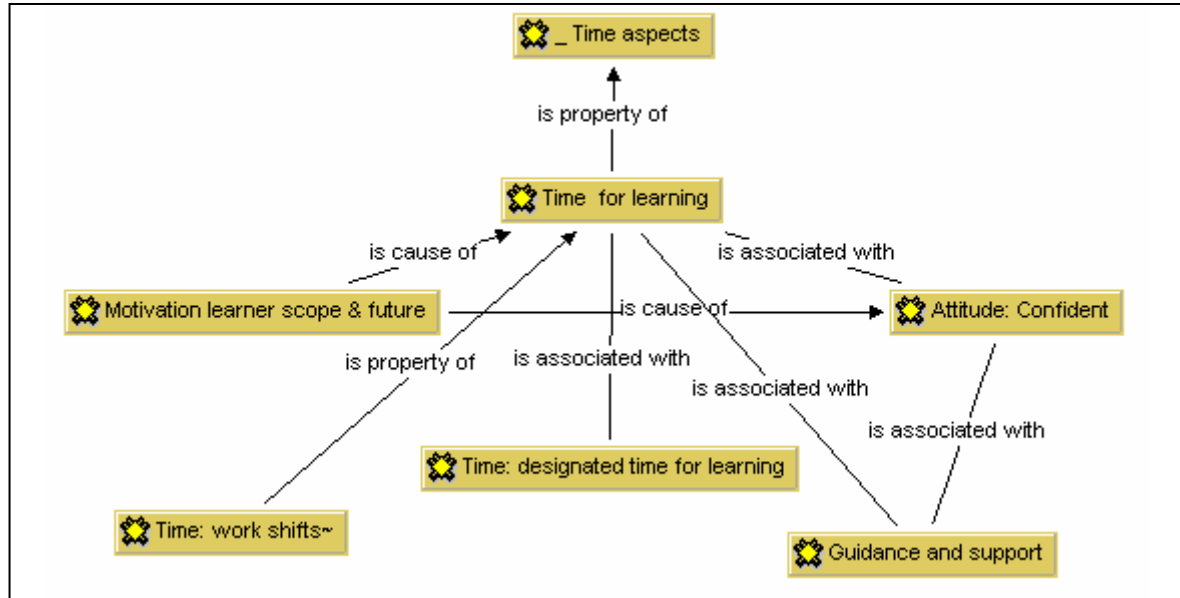 _ Time aspects
is property of
Time for learning
is cause of
is associated with
Motivation learner scope & future
is cause of
Attitude: Confident
is property of
is associated with
is associated with
is associated with
Time: designated time for learning
Time: work shifts~
Guidance and support